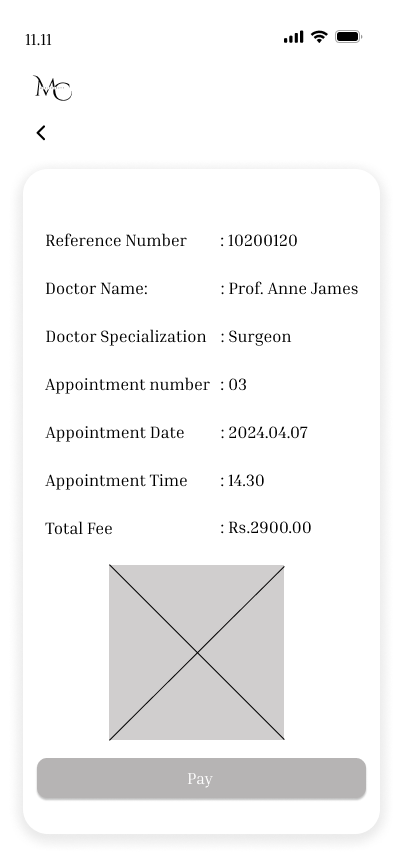 11.11
MC
Reference Number : 10200120
Doctor Name: : Prof. Anne James
Doctor Specialization : Surgeon
Appointment number : 03
Appointment Date : 2024.04.07
Appointment Time : 14.30
Total Fee : Rs.2900.00
Pay